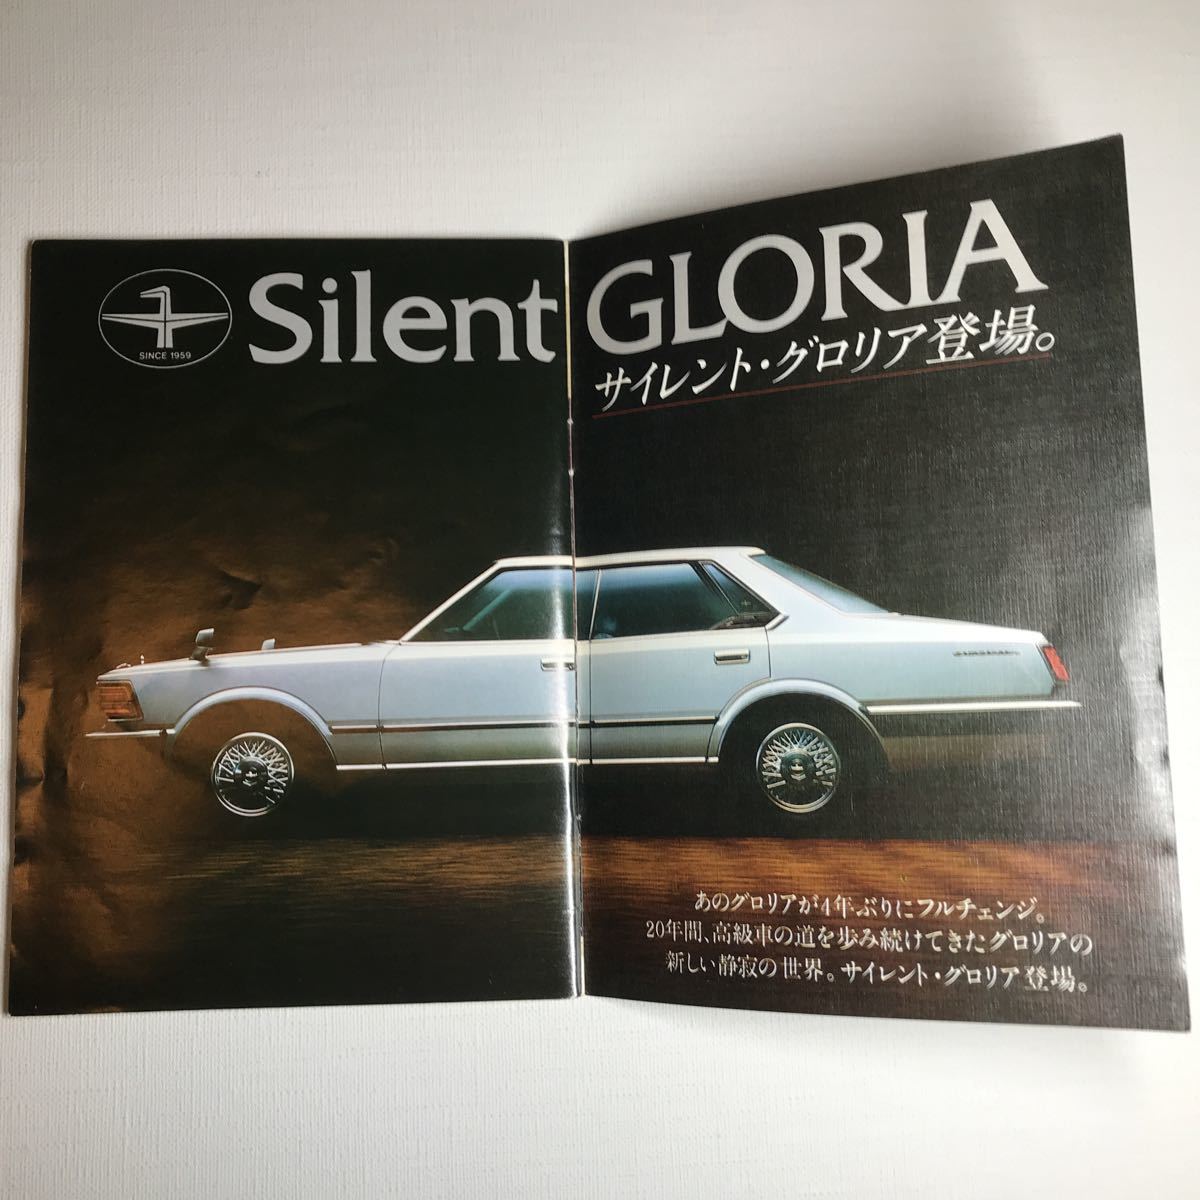 SINCE 1959
Silent GLORIA
サイレント・グロリア登場。
あのグロリアが4年ぶりにフルチェンジ。
20年間、高級車の道を歩み続けてきたグロリアの
新しい静寂の世界。サイレント・グロリア登場。